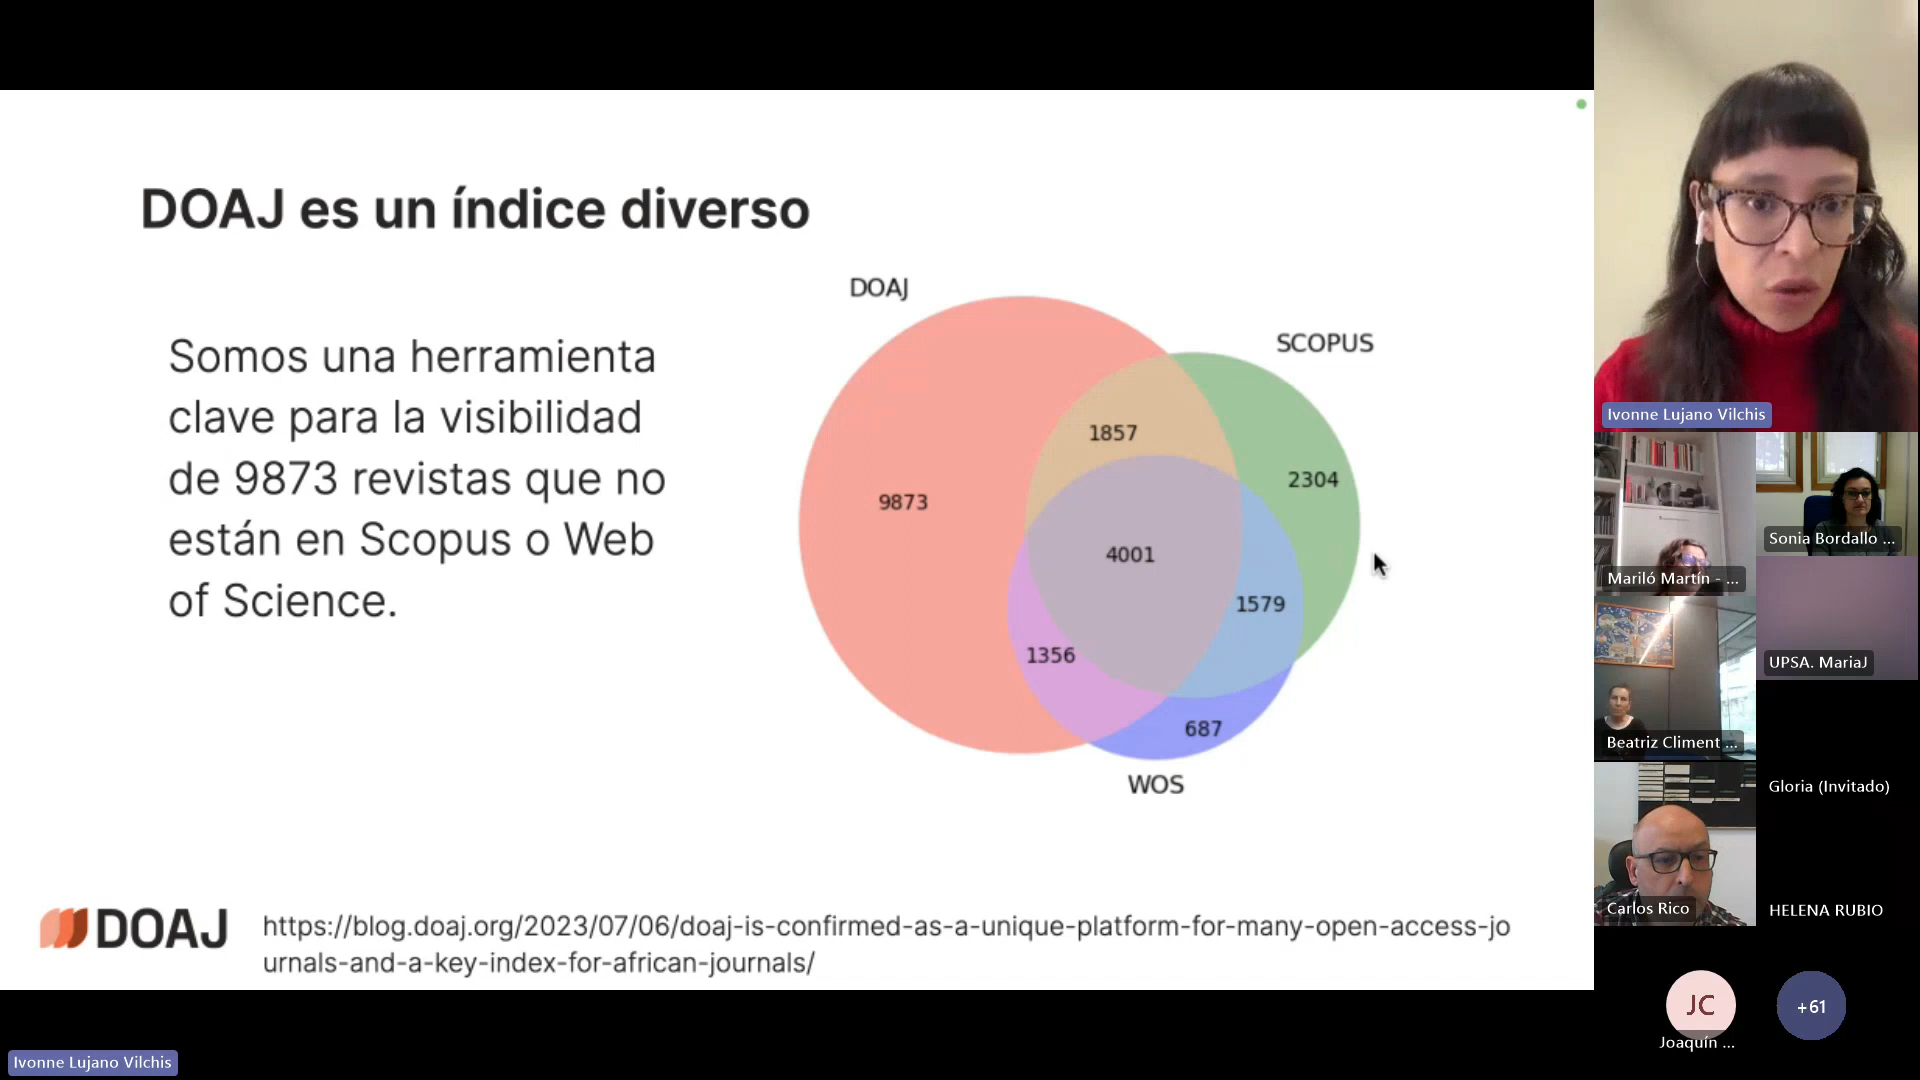 DOAJ es un índice diverso
Somos una herramienta
clave para la visibilidad
de 9873 revistas que no
están en Scopus o Web
of Science.
DOAJ
SCOPUS
1857
2304
9873
4001
1579
1356
687
WOS
DOAJ
https://blog.doaj.org/2023/07/06/doaj-is-confirmed-as-a-unique-platform-for-many-open-access-jo
urnals-and-a-key-index-for-african-journals/
Ivonne Lujano Vilchis
Ivonne Lujano Vilchis
Mariló Martín - ...
Sonia Bordallo ...
UPSA. MariaJ
Beatriz Climent ...
Gloria (Invitado)
Carlos Rico
HELENA RUBIO
JC
Joaquín ...
+61